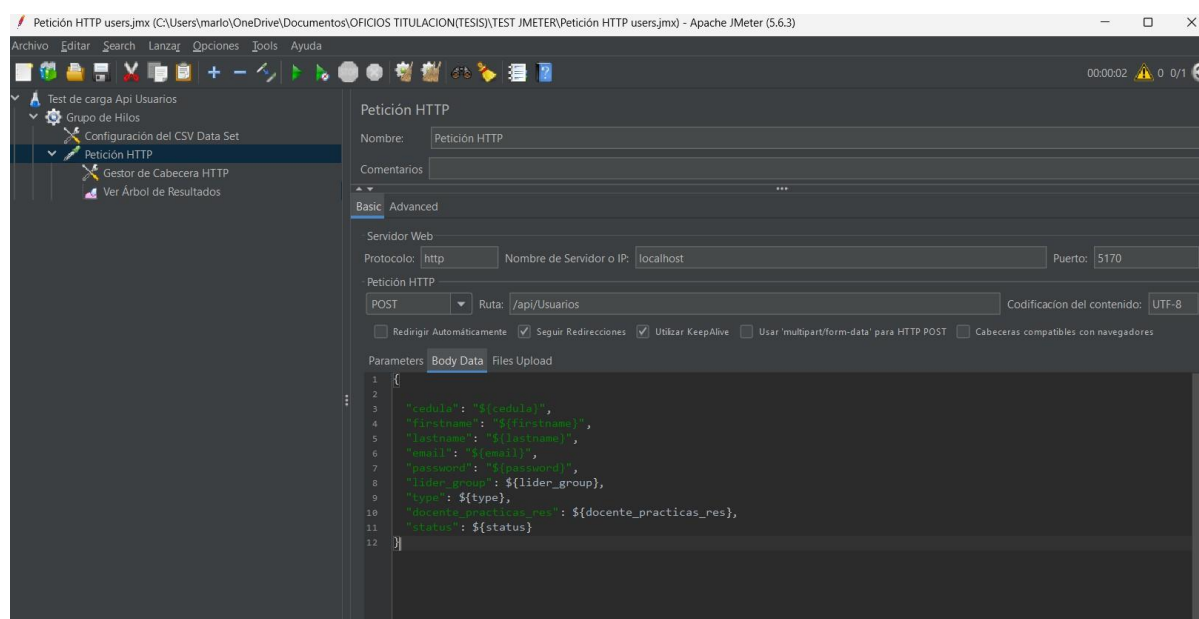 Petición HTTP users.jmx (C:\Users\marlo\OneDrive\Documentos\OFICIOS TITULACION(TESIS)\TEST JMETER\Petición HTTP users.jmx) - Apache JMeter (5.6.3)
Archivo Editar Search Lanzar Opciones Tools Ayuda
00:00:02 0 0/1
Test de carga Api Usuarios
Grupo de Hilos
Configuración del CSV Data Set
Petición HTTP
Gestor de Cabecera HTTP
Ver Árbol de Resultados
Petición HTTP
Nombre: Petición HTTP
Comentarios
Basic Advanced
Servidor Web
Protocolo: http Nombre de Servidor o IP: localhost Puerto: 5170
Petición HTTP
POST Ruta: /api/Usuarios Codificación del contenido: UTF-8
Redirigir Automáticamente Seguir Redirecciones Utilizar KeepAlive Usar 'multipart/form-data' para HTTP POST Cabeceras compatibles con navegadores
Parameters Body Data Files Upload
1 {
2
3 "cedula": "${cedula}",
4 "firstname": "${firstname}",
5 "lastname": "${lastname}",
6 "email": "${email}",
7 "password": "${password}",
8 "lider_group": ${lider_group},
9 "type": ${type},
10 "docente_practicas_res": ${docente_practicas_res},
11 "status": ${status}
12 }